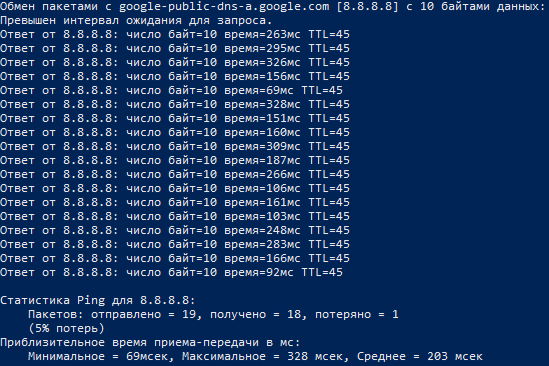 Обмен пакетами с google-public-dns-a.google.com [8.8.8.8] с 10 байтами данных:
Превышен интервал ожидания для запроса.
Ответ от 8.8.8.8: число байт=10 время=263мс TTL=45
Ответ от 8.8.8.8: число байт=10 время=295мс TTL=45
Ответ от 8.8.8.8: число байт=10 время=326мс TTL=45
Ответ от 8.8.8.8: число байт=10 время=156мс TTL=45
Ответ от 8.8.8.8: число байт=10 время=69мс TTL=45
Ответ от 8.8.8.8: число байт=10 время=328мс TTL=45
Ответ от 8.8.8.8: число байт=10 время=151мс TTL=45
Ответ от 8.8.8.8: число байт=10 время=160мс TTL=45
Ответ от 8.8.8.8: число байт=10 время=309мс TTL=45
Ответ от 8.8.8.8: число байт=10 время=187мс TTL=45
Ответ от 8.8.8.8: число байт=10 время=266мс TTL=45
Ответ от 8.8.8.8: число байт=10 время=106мс TTL=45
Ответ от 8.8.8.8: число байт=10 время=161мс TTL=45
Ответ от 8.8.8.8: число байт=10 время=103мс TTL=45
Ответ от 8.8.8.8: число байт=10 время=248мс TTL=45
Ответ от 8.8.8.8: число байт=10 время=283мс TTL=45
Ответ от 8.8.8.8: число байт=10 время=166мс TTL=45
Ответ от 8.8.8.8: число байт=10 время=92мс TTL=45
Статистика Ping для 8.8.8.8:
Пакетов: отправлено = 19, получено = 18, потеряно = 1
(5% потерь)
Приблизительное время приема-передачи в мс:
Минимальное = 69мсек, Максимальное = 328 мсек, Среднее = 203 мсек